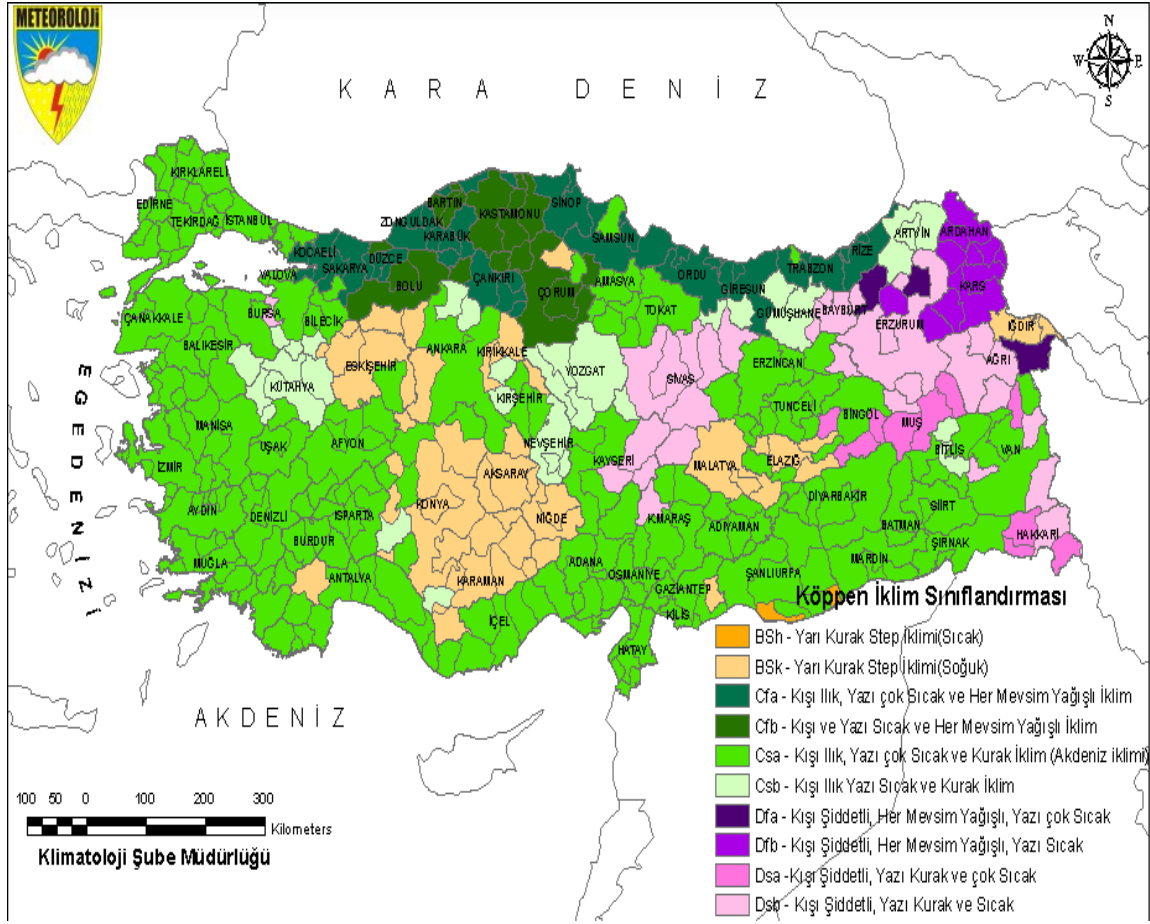 METEOROLOJİ
N
W E
S
K A R A D E N İ Z
KIRKLARELİ
EDİRNE
TEKİRDAĞ
İSTANBUL
KOCAELİ
YALOVA
SAKARYA
DÜZCE
BOLU
ZONGULDAK
BARTIN
KARABÜK
KASTAMONU
ÇANKIRI
SİNOP
SAMSUN
ÇORUM
AMASYA
TOKAT
ORDU
GİRESUN
GÜMÜŞHANE
TRABZON
RİZE
ARTVİN
ARDAHAN
KARS
BAYBURT
ERZURUM
IĞDIR
AĞRI
ÇANAKKALE
BURSA
BİLECİK
BALIKESİR
KÜTAHYA
ESKİŞEHİR
ANKARA
KIRIKKALE
YOZGAT
KIRŞEHİR
SİVAS
ERZİNCAN
TUNCELİ
BİNGÖL
MUŞ
BİTLİS
VAN
MANİSA
UŞAK
AFYON
İZMİR
NEVŞEHİR
KAYSERİ
MALATYA
ELAZIĞ
AKSARAY
KONYA
NİĞDE
DİYARBAKIR
SİİRT
BATMAN
ŞIRNAK
HAKKARİ
AYDIN
DENİZLİ
ISPARTA
BURDUR
MUĞLA
ANTALYA
KARAMAN
İÇEL
ADANA
K.MARAŞ
ADIYAMAN
OSMANİYE
GAZİANTEP
KİLİS
ŞANLIURFA
MARDİN
HATAY
E G E D E N İ Z İ
A K D E N İ Z
Köppen İklim Sınıflandırması
BSh - Yarı Kurak Step İklimi(Sıcak)
BSk - Yarı Kurak Step İklimi(Soğuk)
Cfa - Kışı Ilık, Yazı çok Sıcak ve Her Mevsim Yağışlı İklim
Cfb - Kışı ve Yazı Sıcak ve Her Mevsim Yağışlı İklim
Csa - Kışı Ilık, Yazı çok Sıcak ve Kurak İklim (Akdeniz iklimi)
Csb - Kışı Ilık Yazı Sıcak ve Kurak İklim
Dfa - Kışı Şiddetli, Her Mevsim Yağışlı, Yazı çok Sıcak
Dfb - Kışı Şiddetli, Her Mevsim Yağışlı, Yazı Sıcak
Dsa -Kışı Şiddetli, Yazı Kurak ve çok Sıcak
Dsb - Kışı Şiddetli, Yazı Kurak ve Sıcak
100 50 0 100 200 300
Kilometers
Klimatoloji Şube Müdürlüğü